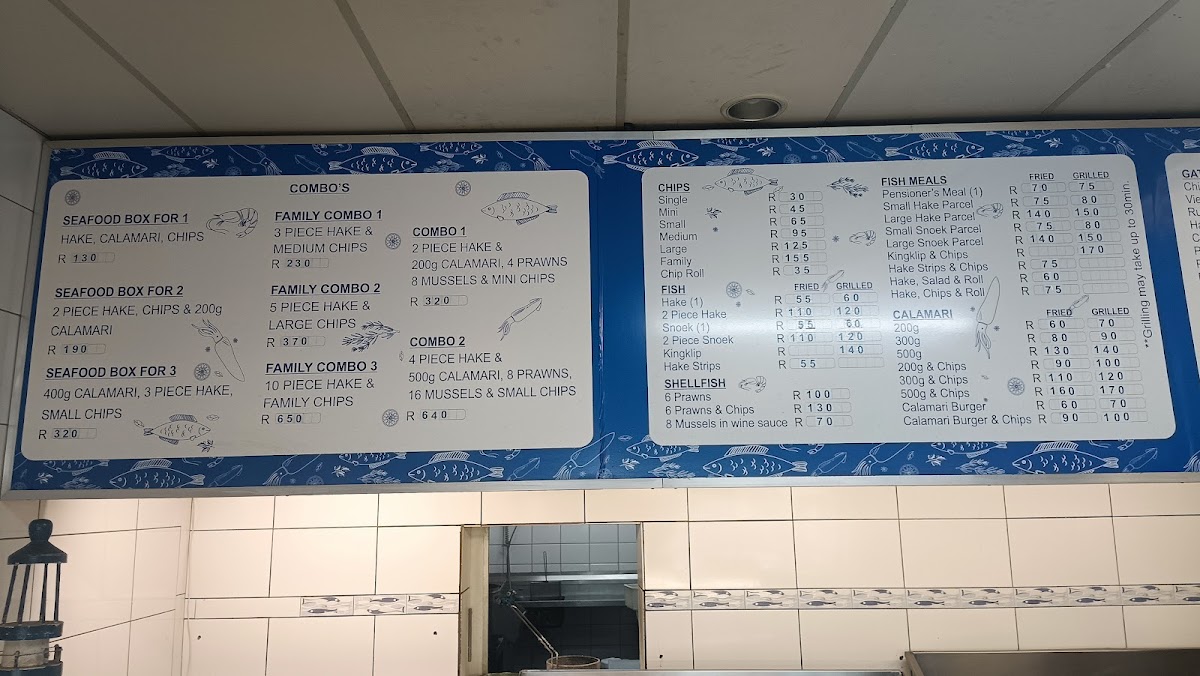 COMBO'S
SEAFOOD BOX FOR 1
HAKE, CALAMARI, CHIPS
R 130
SEAFOOD BOX FOR 2
2 PIECE HAKE, CHIPS & 200g
CALAMARI
R 190
SEAFOOD BOX FOR 3
400g CALAMARI, 3 PIECE HAKE,
SMALL CHIPS
R 320
FAMILY COMBO 1
3 PIECE HAKE &
MEDIUM CHIPS
R 230
FAMILY COMBO 2
5 PIECE HAKE &
LARGE CHIPS
R 370
FAMILY COMBO 3
10 PIECE HAKE &
FAMILY CHIPS
R 650
COMBO 1
2 PIECE HAKE &
200g CALAMARI, 4 PRAWNS
8 MUSSELS & MINI CHIPS
R 320
COMBO 2
4 PIECE HAKE &
500g CALAMARI, 8 PRAWNS,
16 MUSSELS & SMALL CHIPS
R 640
CHIPS
Single R 30
Mini R 45
Small R 65
Medium R 95
Large R 125
Family R 155
Chip Roll R 35
FISH FRIED GRILLED
Hake (1) R 55 60
2 Piece Hake R 110 120
Snoek (1) R 55 60
2 Piece Snoek R 110 120
Kingklip R 140
Hake Strips R 55
SHELLFISH
6 Prawns R 100
6 Prawns & Chips R 130
8 Mussels in wine sauce R 70
FISH MEALS FRIED GRILLED
Pensioner's Meal (1) R 70 75
Small Hake Parcel R 75 80
Large Hake Parcel R 140 150
Small Snoek Parcel R 75 80
Large Snoek Parcel R 140 150
Kingklip & Chips R 170
Hake Strips & Chips R 75
Hake, Salad & Roll R 60
Hake, Chips & Roll R 75
CALAMARI FRIED GRILLED
200g R 60 70
300g R 80 90
500g R 130 140
200g & Chips R 90 100
300g & Chips R 110 120
500g & Chips R 160 170
Calamari Burger R 60 70
Calamari Burger & Chips R 90 100
**Grilling may take up to 30min.